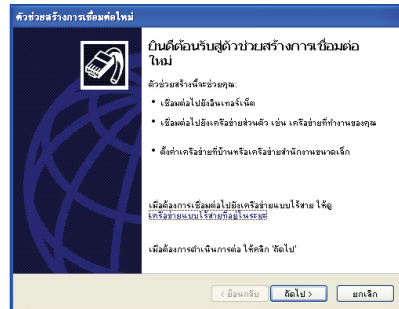 ตัวช่วยสร้างการเชื่อมต่อใหม่
ยินดีต้อนรับสู่ตัวช่วยสร้างการเชื่อมต่อ
ใหม่
ตัวช่วยสร้างนี้จะช่วยคุณ:
• เชื่อมต่อไปยังอินเทอร์เน็ต
• เชื่อมต่อไปยังเครือข่ายส่วนตัว เช่น เครือข่ายที่ทำงานของคุณ
• ตั้งค่าเครือข่ายที่บ้านหรือเครือข่ายสำนักงานขนาดเล็ก
เมื่อต้องการเชื่อมต่อไปยังเครือข่ายแบบไร้สาย ให้ดู
เครือข่ายแบบไร้สายที่อยู่ในระยะ
เมื่อต้องการดำเนินการต่อ ให้คลิก 'ถัดไป'
< ย้อนกลับ ถัดไป > ยกเลิก